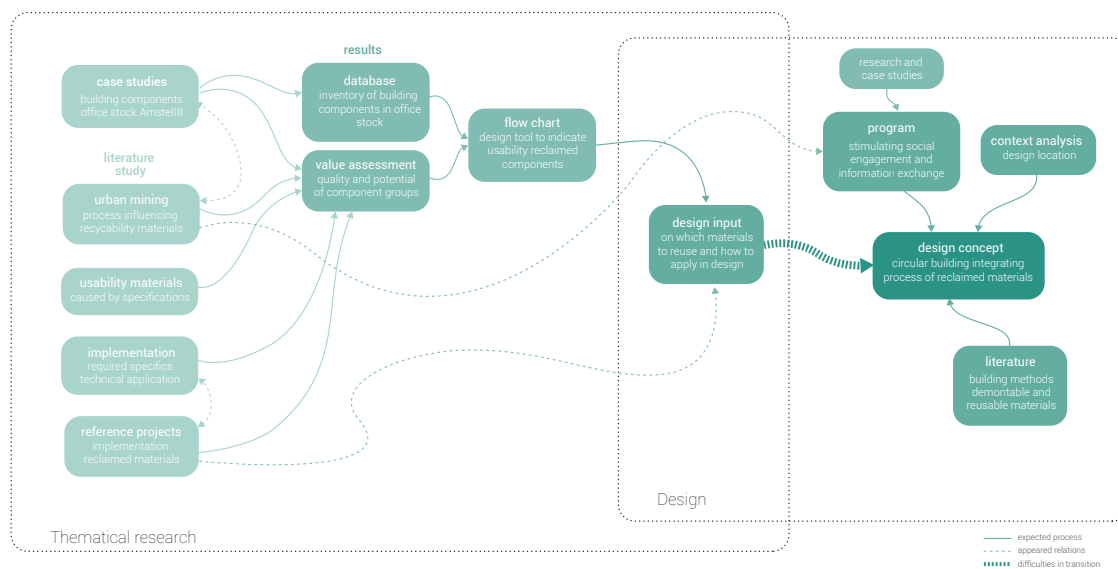 results
case studies
building components
office stock AmstelIII
database
inventory of building
components in office
stock
literature
study
urban mining
process influencing
recycability materials
value assessment
quality and potential
of component groups
flow chart
design tool to indicate
usability reclaimed
components
usability materials
caused by specifications
implementation
required specifics
technical application
reference projects
implementation
reclaimed materials
Thematical research
design input
on which materials
to reuse and how to
apply in design
research and
case studies
program
stimulating social
engagement and
information exchange
context analysis
design location
design concept
circular building integrating
process of reclaimed materials
literature
building methods
demontable and
reusable materials
Design
expected process
appeared relations
difficulties in transition